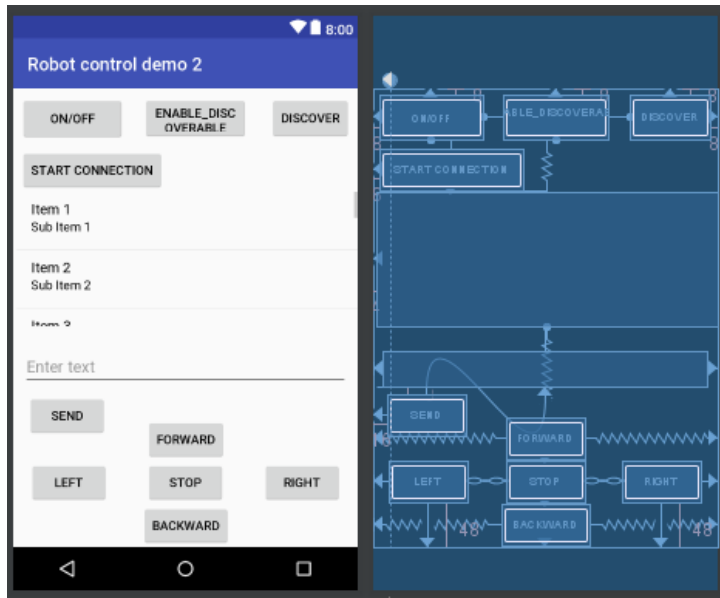 8:00
Robot control demo 2
ON/OFF
ENABLE_DISC
OVERABLE
DISCOVER
START CONNECTION
Item 1
Sub Item 1
Item 2
Sub Item 2
Item 3
Enter text
SEND
FORWARD
LEFT
STOP
RIGHT
BACKWARD
ON/OFF
BLE_DISCOVERA
DISCOVER
START CONNECTION
SEND
FORWARD
LEFT
STOP
RIGHT
BACKWARD
48
48